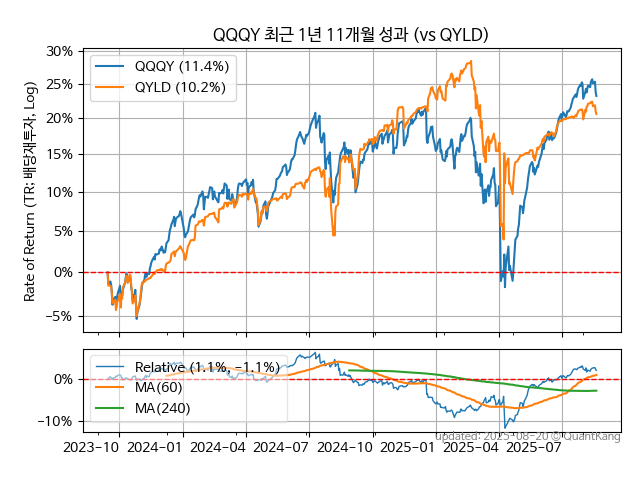 QQQY 최근 1년 11개월 성과 (vs QYLD)
Rate of Return (TR: 배당재투자, Log)
30%
25%
20%
15%
10%
5%
0%
−5%
QQQY (11.4%)
QYLD (10.2%)
0%
−10%
Relative (1.1%, -1.1%)
MA(60)
MA(240)
2023-10
2024-01
2024-04
2024-07
2024-10
2025-01
2025-04
2025-07
updated: 2025-08-20 © QuantKang